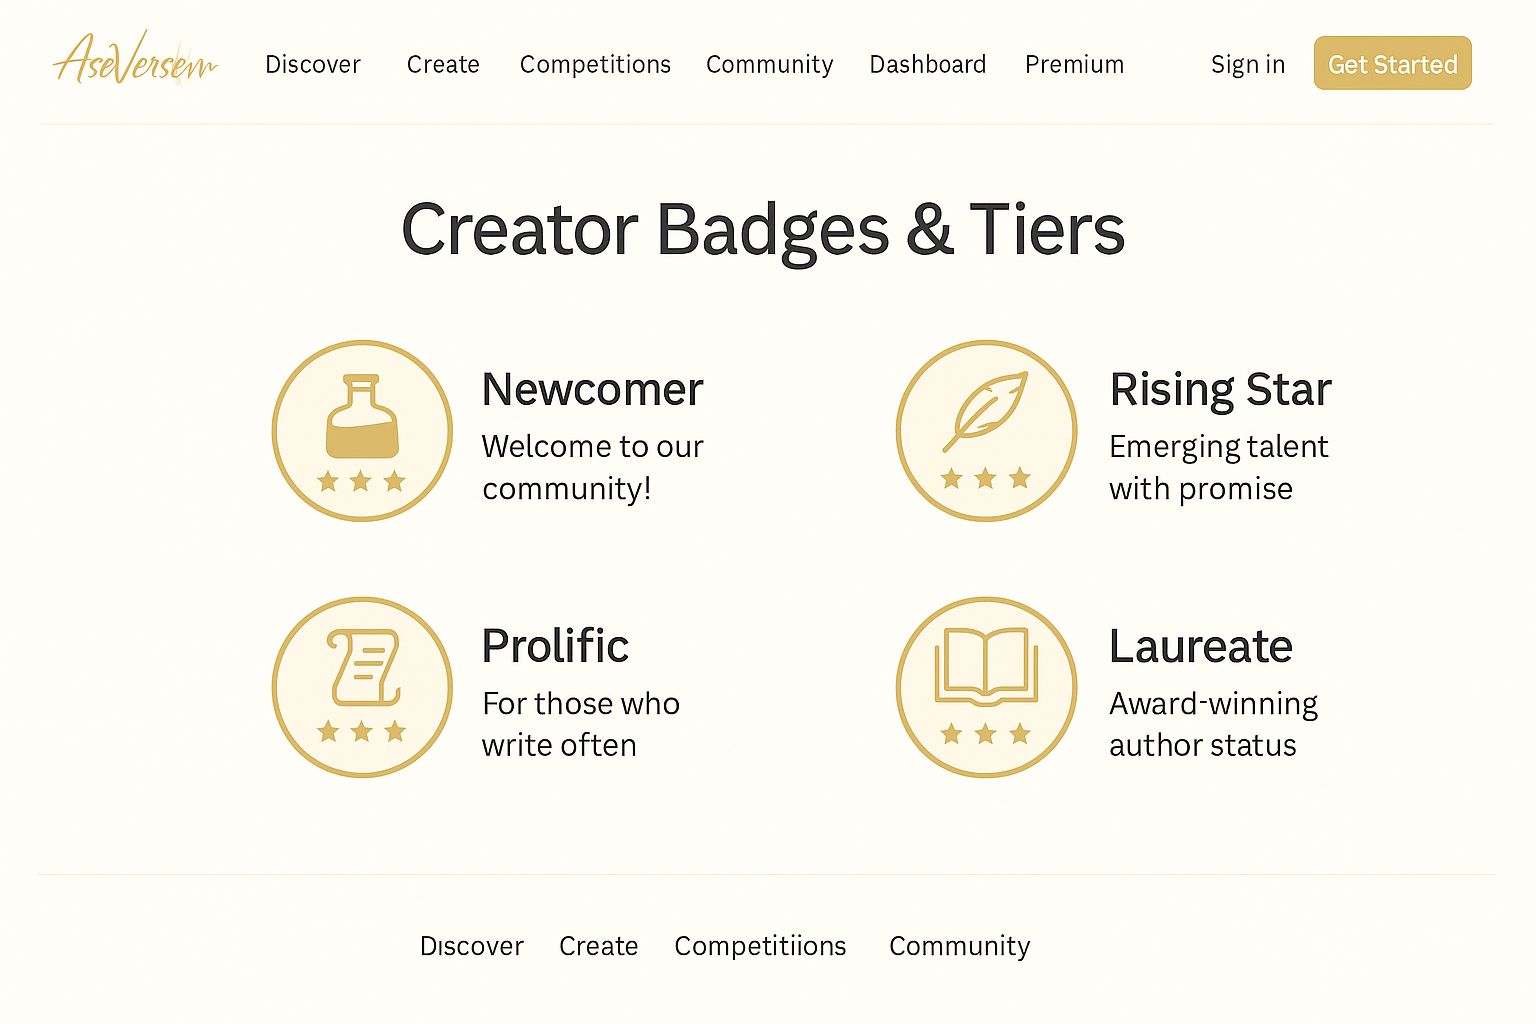 AseVersem Discover Create Competitions Community Dashboard Premium Sign in Get Started
Creator Badges & Tiers
Newcomer
Welcome to our
community!
Rising Star
Emerging talent
with promise
Prolific
For those who
write often
Laureate
Award-winning
author status
Dıscover Create Competitiions Community